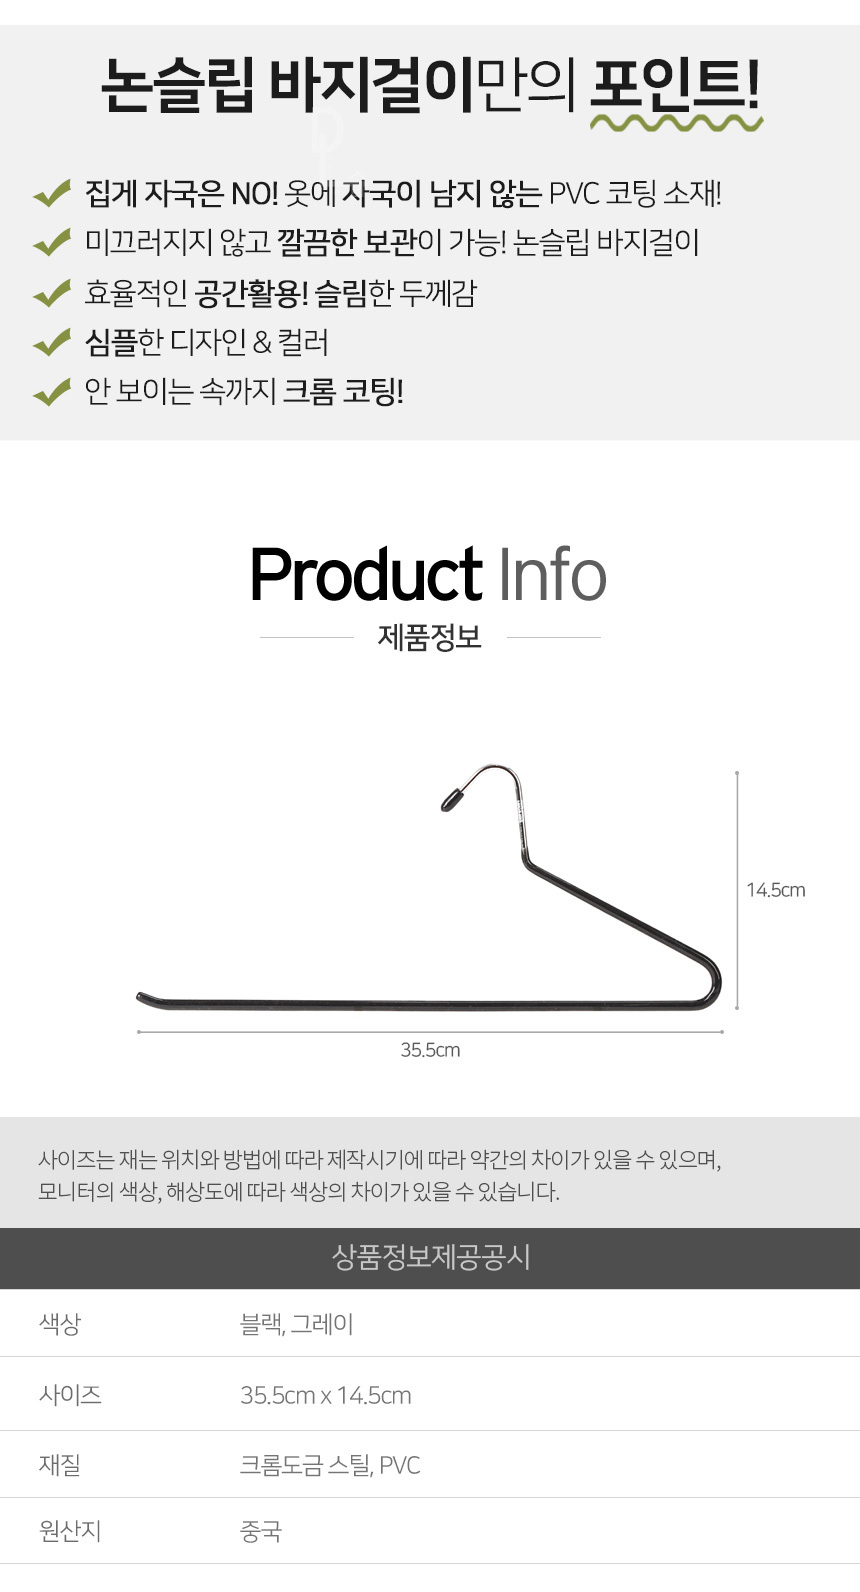 논슬립 바지걸이만의 포인트!
집게 자국은 NO! 옷에 자국이 남지 않는 PVC 코팅 소재!
미끄러지지 않고 깔끔한 보관이 가능! 논슬립 바지걸이
효율적인 공간활용! 슬림한 두께감
심플한 디자인 & 컬러
안 보이는 속까지 크롬 코팅!
Product Info
제품정보
14.5cm
35.5cm
사이즈는 재는 위치와 방법에 따라 제작시기에 따라 약간의 차이가 있을 수 있으며,
모니터의 색상, 해상도에 따라 색상의 차이가 있을 수 있습니다.
상품정보제공공시
색상 블랙, 그레이
사이즈 35.5cm x 14.5cm
재질 크롬도금 스틸, PVC
원산지 중국